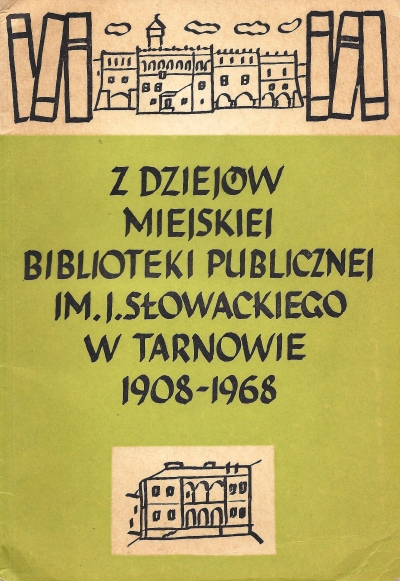 Z DZIEJÓW
MIEJSKIEJ
BIBLIOTEKI PUBLICZNEJ
IM. J. SŁOWACKIEGO
W TARNOWIE
1908-1968